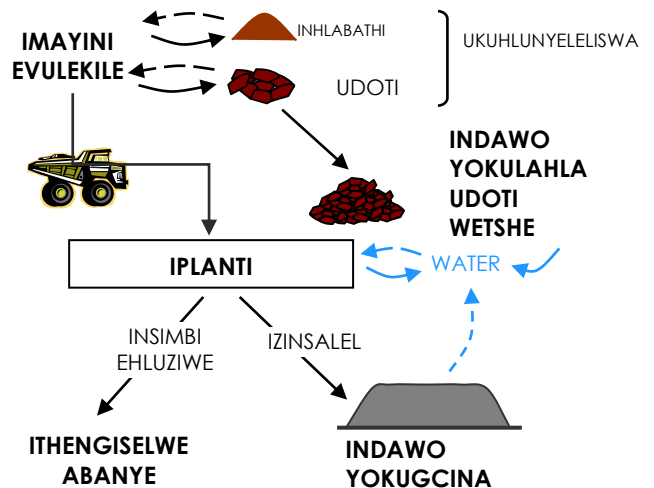 IMAYINI
EVULEKILE
INHLABATHI
UKUHLUNYELELISWA
UDOTI
INDAWO
YOKULAHLA
UDOTI
WETSHE
IPLANTI
WATER
INSIMBI
EHLUZIWE
IZINSALEL
ITHENGISELWE
ABANYE
INDAWO
YOKUGCINA